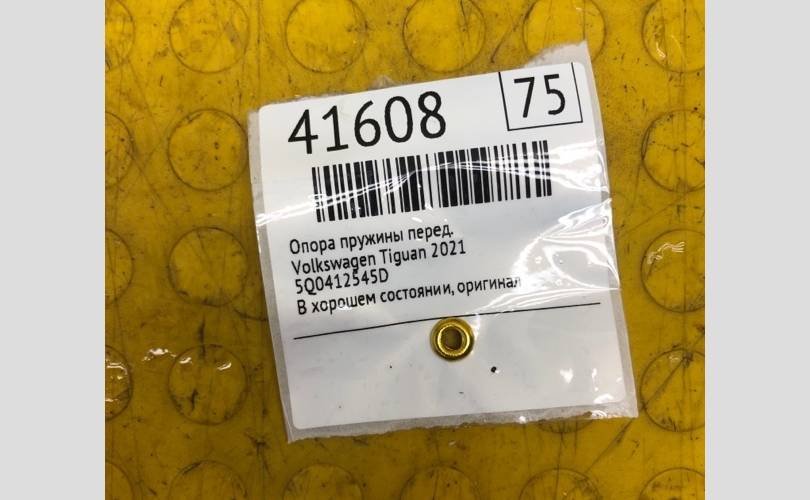 41608
75
Опора пружины перед.
Volkswagen Tiguan 2021
5Q0412545D
В хорошем состоянии, оригинал